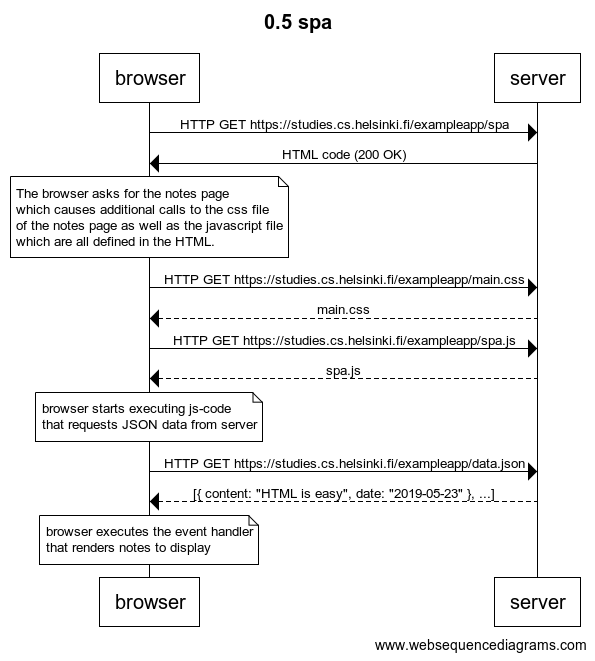 0.5 spa
browser
server
HTTP GET https://studies.cs.helsinki.fi/exampleapp/spa
HTML code (200 OK)
The browser asks for the notes page
which causes additional calls to the css file
of the notes page as well as the javascript file
which are all defined in the HTML.
HTTP GET https://studies.cs.helsinki.fi/exampleapp/main.css
main.css
HTTP GET https://studies.cs.helsinki.fi/exampleapp/spa.js
spa.js
browser starts executing js-code
that requests JSON data from server
HTTP GET https://studies.cs.helsinki.fi/exampleapp/data.json
[{ content: "HTML is easy", date: "2019-05-23" }, ...]
browser executes the event handler
that renders notes to display
browser
server
www.websequencediagrams.com